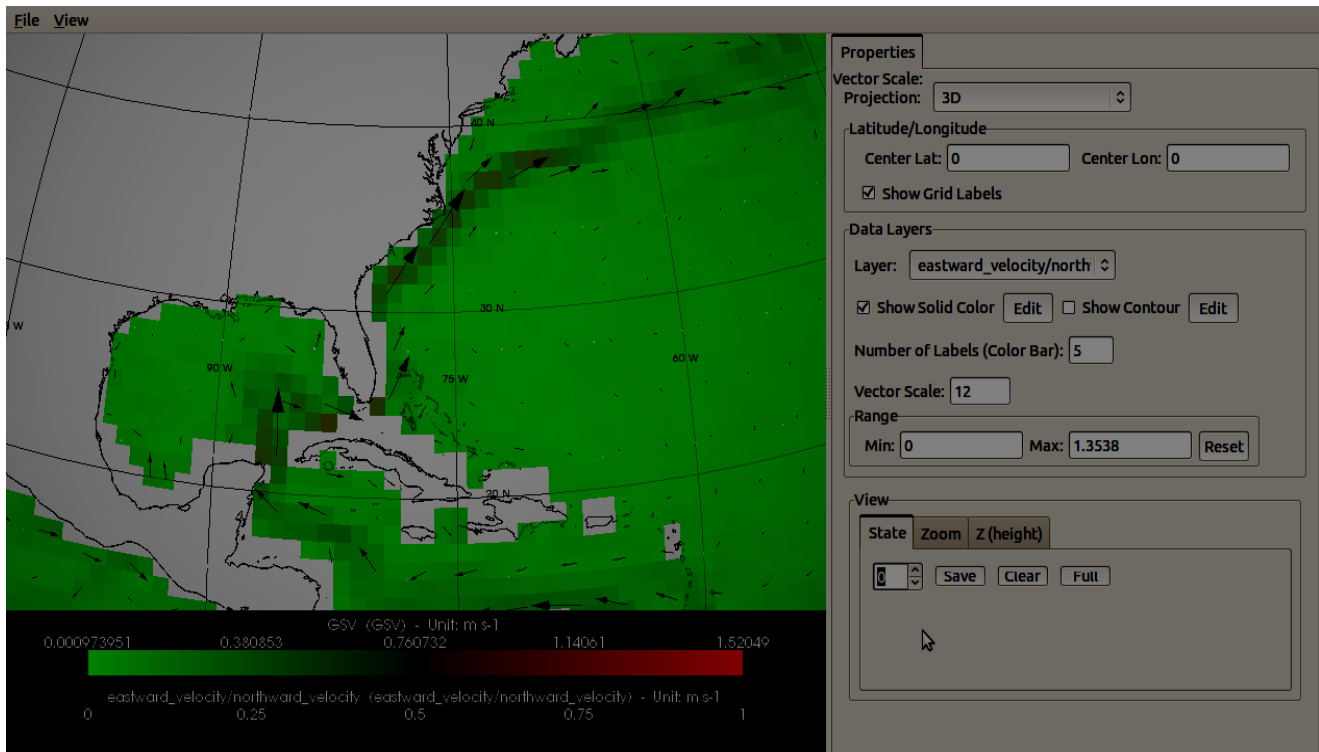 File View
Properties
Vector Scale:
Projection: 3D
Latitude/Longitude
Center Lat: 0 Center Lon: 0
Show Grid Labels
Data Layers
Layer: eastward_velocity/north
Show Solid Color Edit Show Contour Edit
Number of Labels (Color Bar): 5
Vector Scale: 12
Range
Min: 0 Max: 1.3538 Reset
View
State Zoom Z (height)
0 Save Clear Full
40 N
30 N
W
90 W
75 W
60 W
20 N
GSV (GSV) - Unit: m s-1
0.000973951 0.380853 0.760732 1.14061 1.52049
eastward_velocity/northward_velocity (eastward_velocity/northward_velocity) - Unit: m s-1
0 0.25 0.5 0.75 1